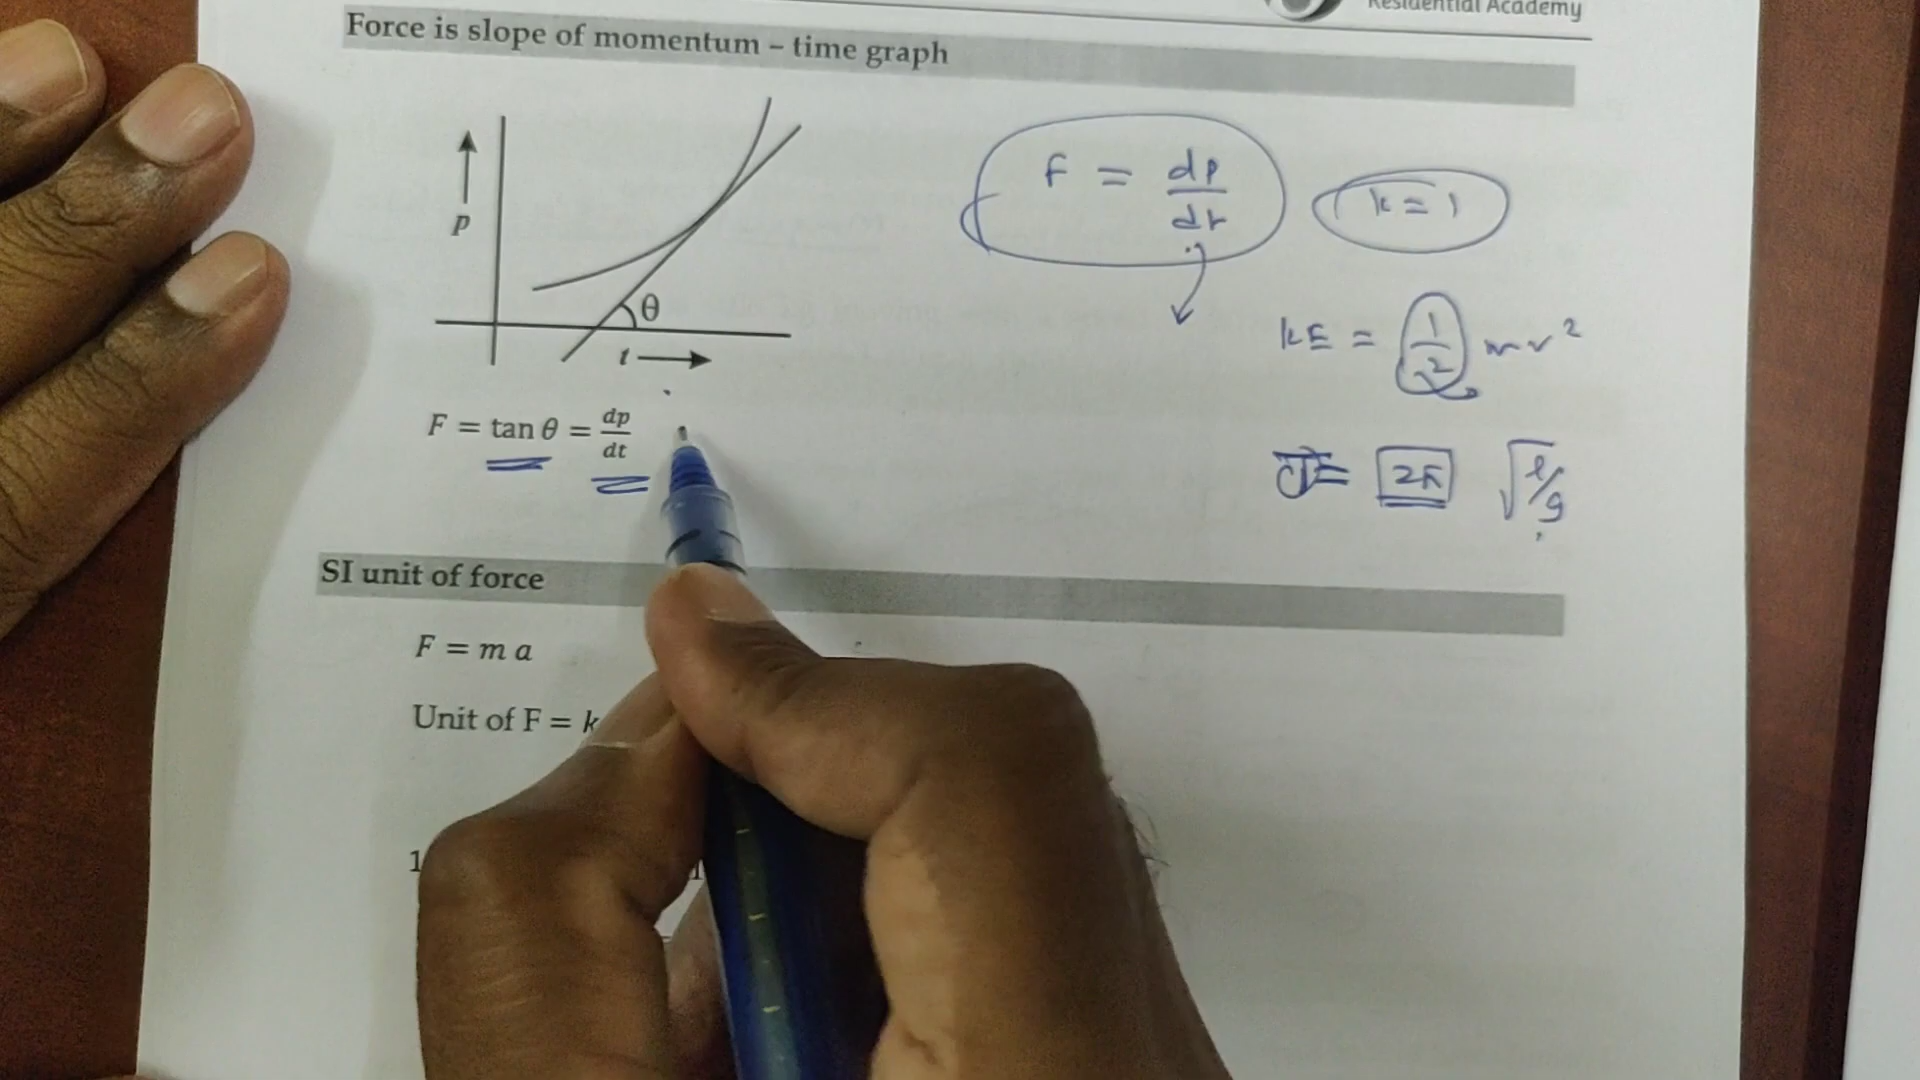 Residential Academy
Force is slope of momentum – time graph
p
θ
t
F = dp/dt
k = 1
KE = 1/2 mv²
F = tan θ = dp/dt
T = 2π √l/g
SI unit of force
F = m a
Unit of F = k
1